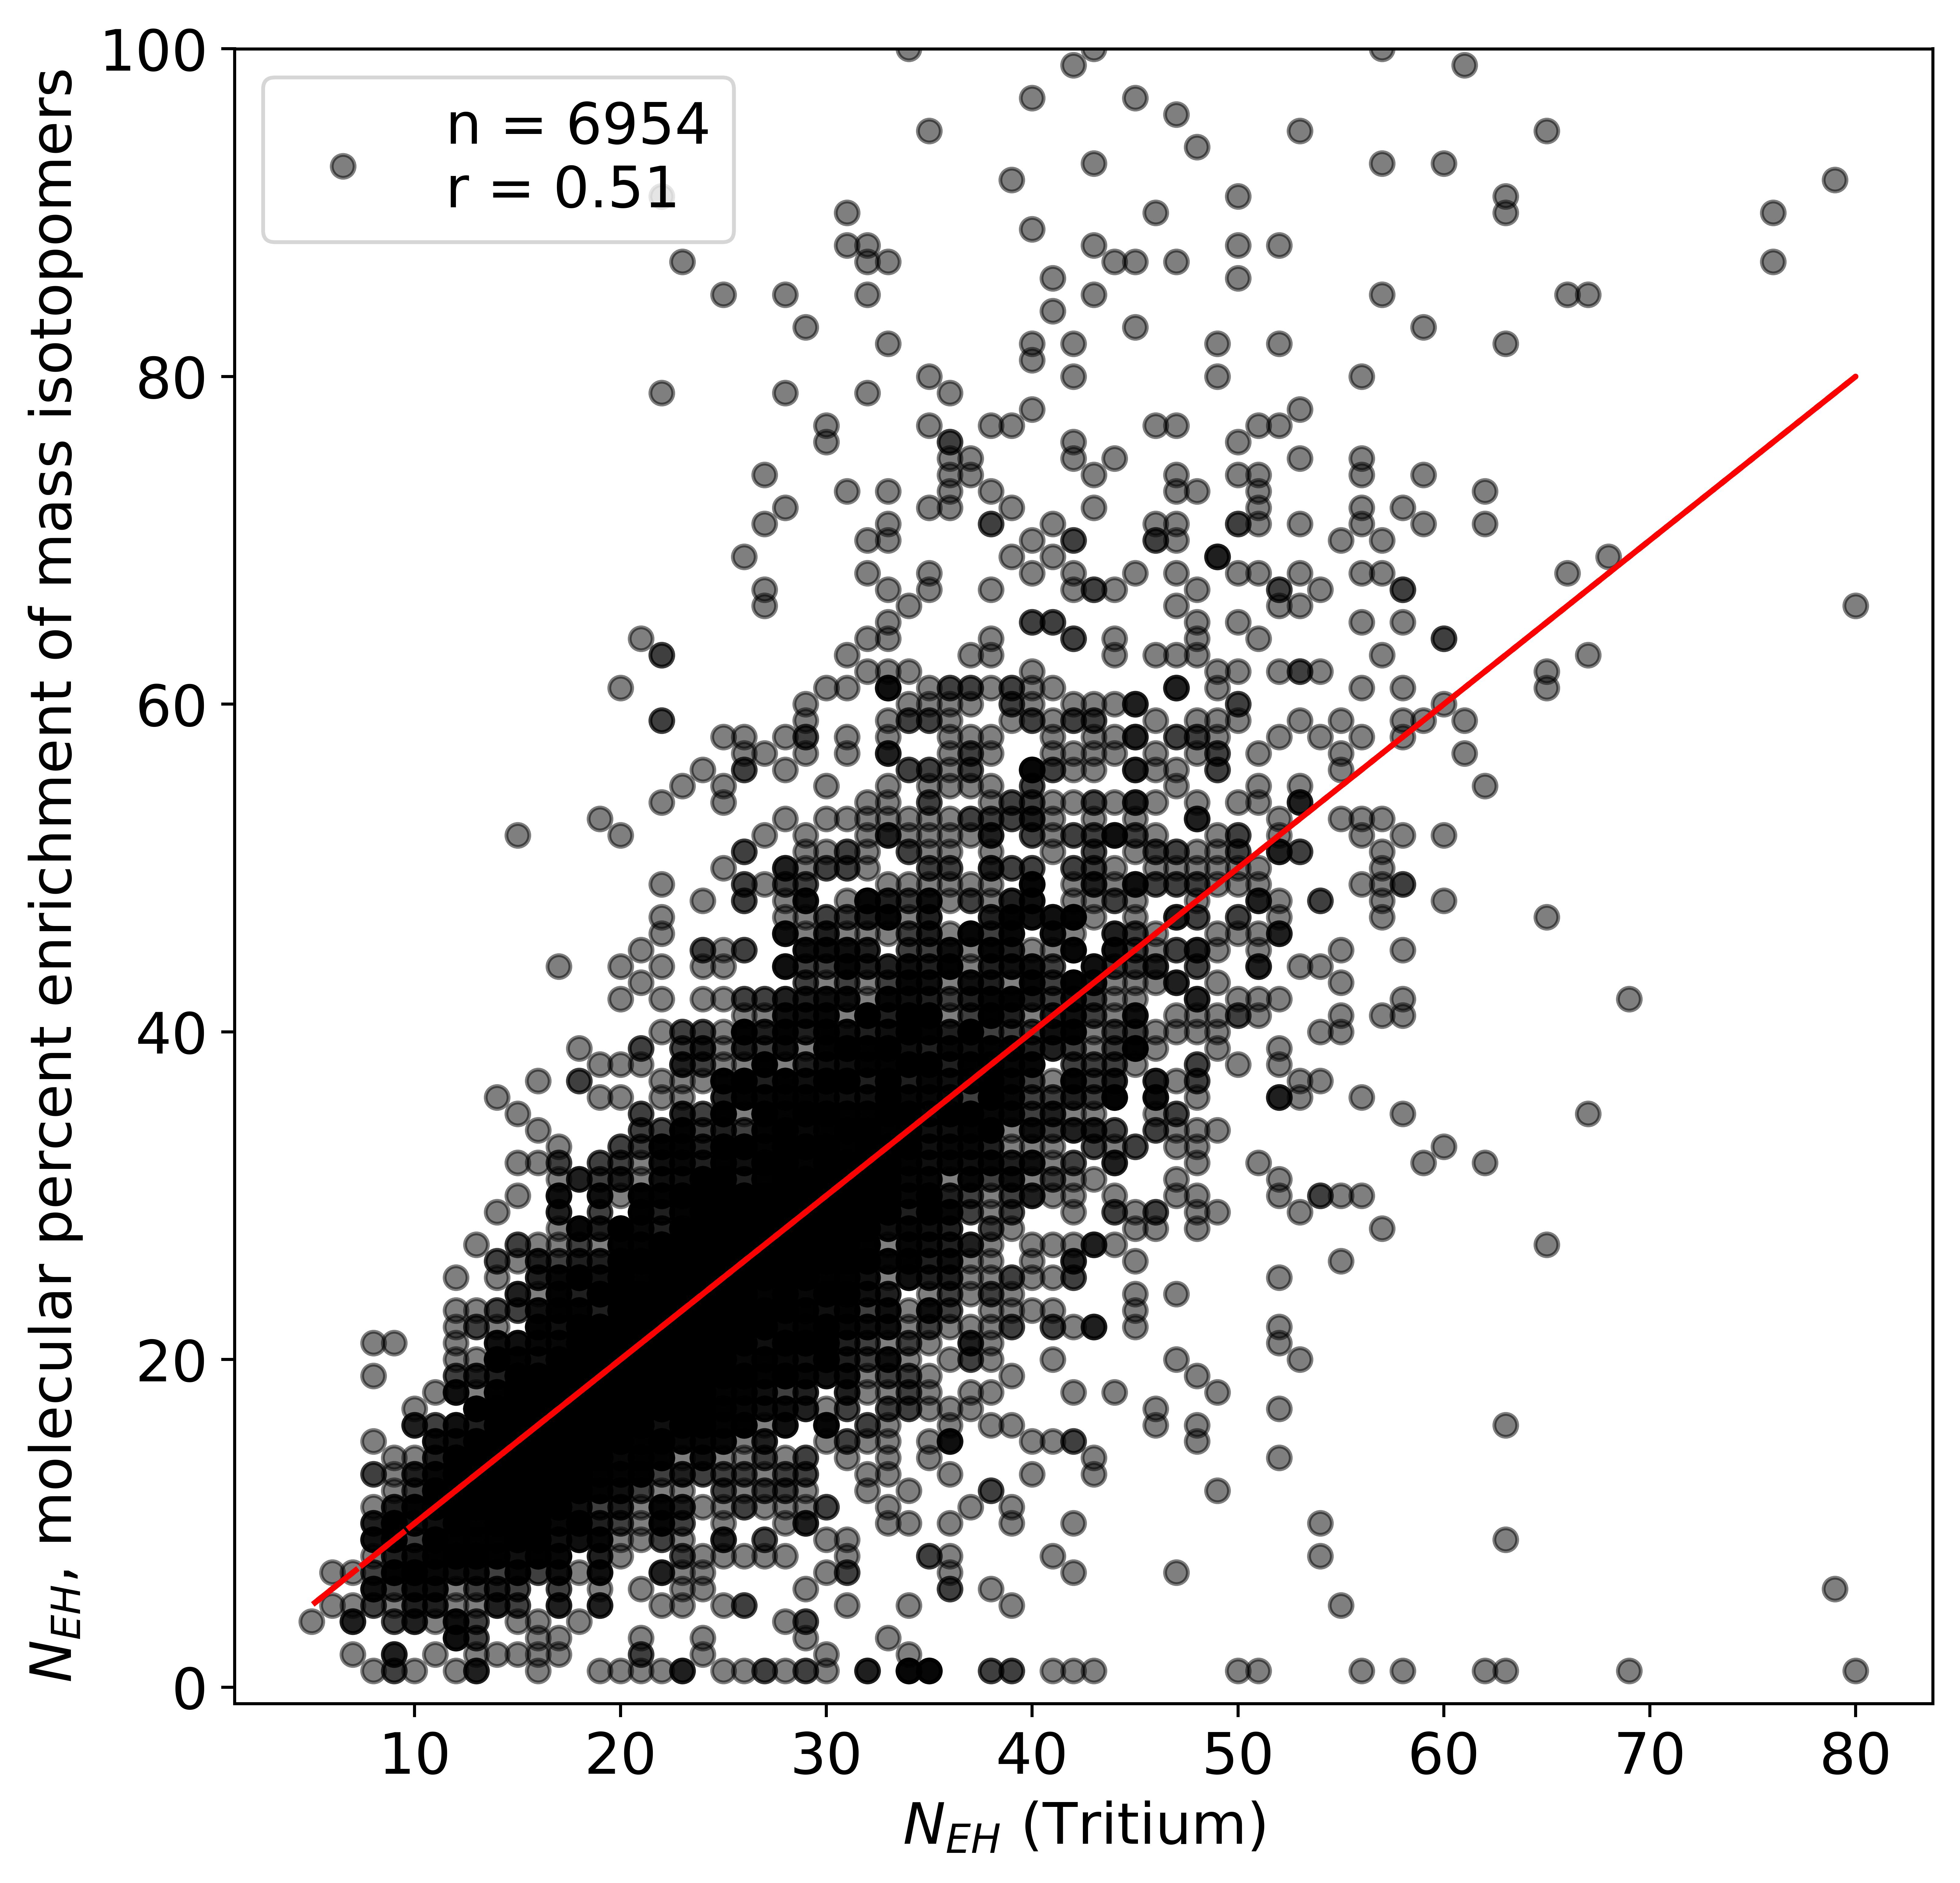 n = 6954
r = 0.51
N_EH, molecular percent enrichment of mass isotopomers
100
80
60
40
20
0
10 20 30 40 50 60 70 80
N_EH (Tritium)